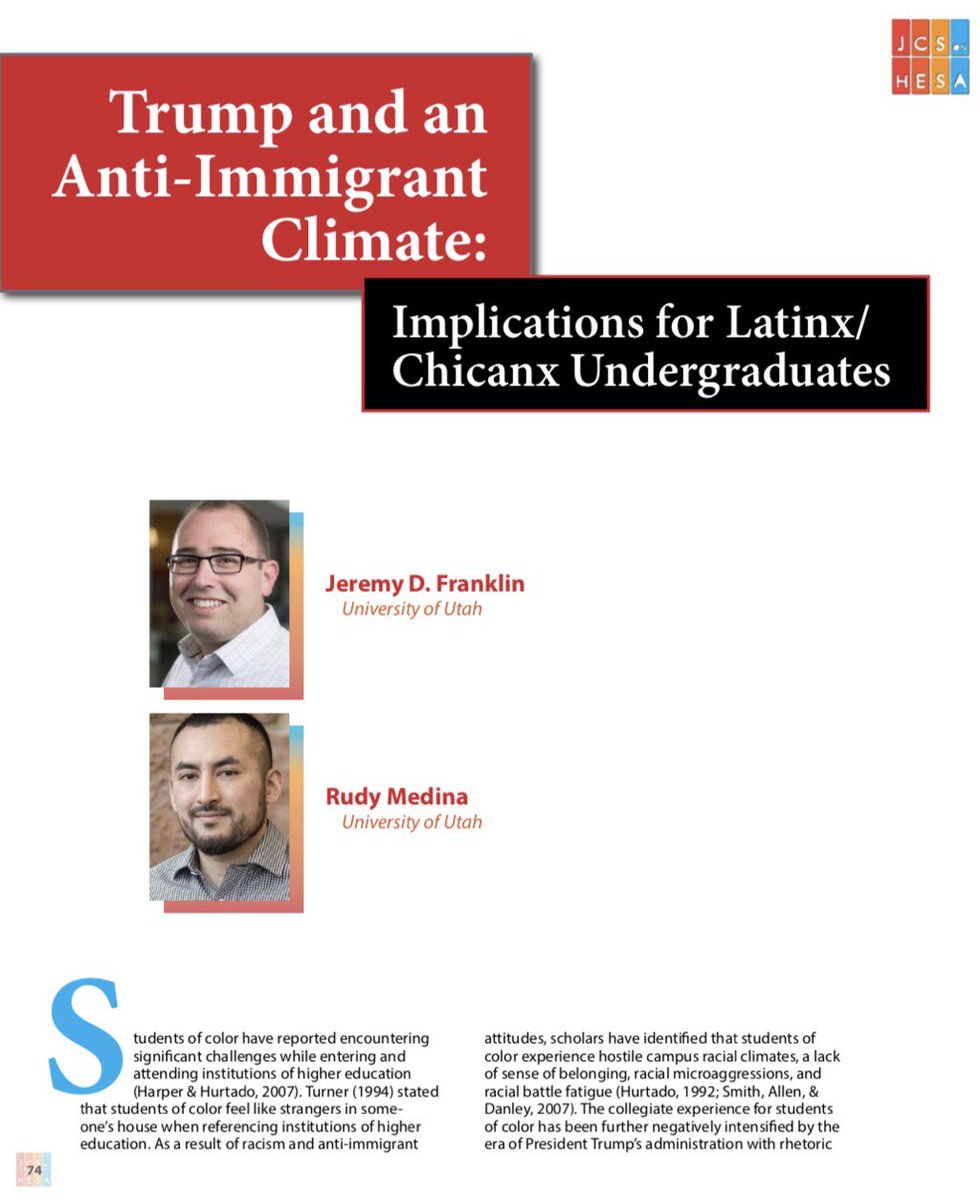 JCS on
HESA
Trump and an
Anti-Immigrant
Climate:
Implications for Latinx/
Chicanx Undergraduates
Jeremy D. Franklin
University of Utah
Rudy Medina
University of Utah
Students of color have reported encountering
significant challenges while entering and
attending institutions of higher education
(Harper & Hurtado, 2007). Turner (1994) stated
that students of color feel like strangers in some-
one's house when referencing institutions of higher
education. As a result of racism and anti-immigrant
attitudes, scholars have identified that students of
color experience hostile campus racial climates, a lack
of sense of belonging, racial microaggressions, and
racial battle fatigue (Hurtado, 1992; Smith, Allen, &
Danley, 2007). The collegiate experience for students
of color has been further negatively intensified by the
era of President Trump's administration with rhetoric
74